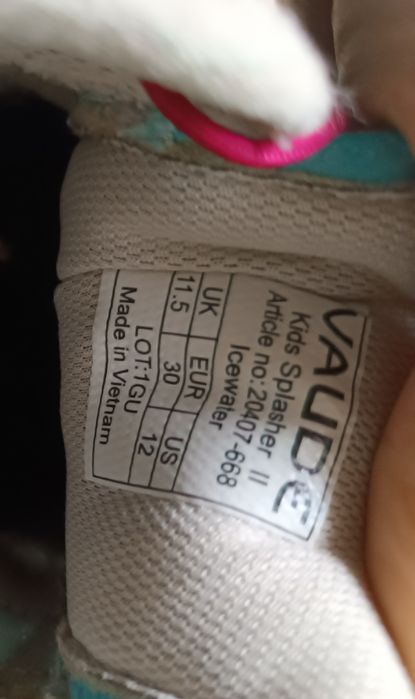 VAUDE
Kids Splasher II
Article no:20407-668
Icewater
UK EUR US
11.5 30 12
LOT:1GU
Made in Vietnam